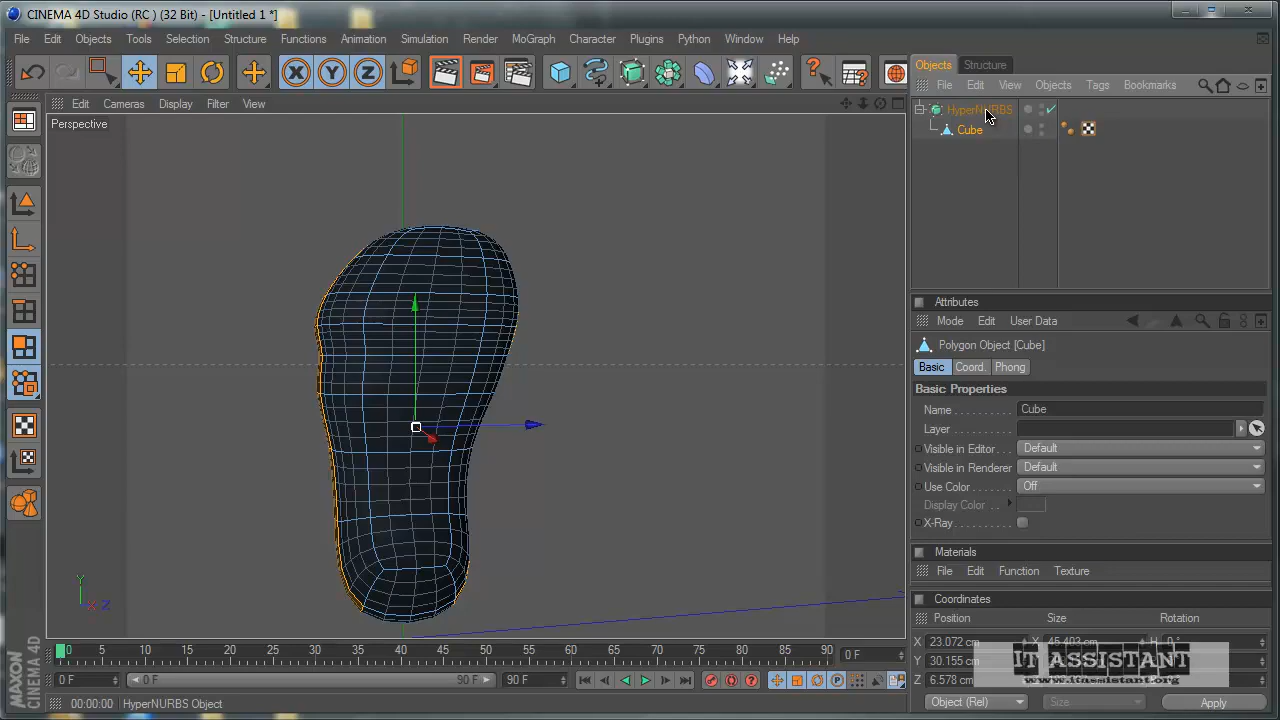 CINEMA 4D Studio (RC ) (32 Bit) - [Untitled 1 *]
File Edit Objects Tools Selection Structure Functions Animation Simulation Render MoGraph Character Plugins Python Window Help
Edit Cameras Display Filter View
Perspective
Objects Structure
File Edit View Objects Tags Bookmarks
HyperNURBS
Cube
Attributes
Mode Edit User Data
Polygon Object [Cube]
Basic Coord. Phong
Basic Properties
Name Cube
Layer
Visible in Editor Default
Visible in Renderer Default
Use Color Off
Display Color
X-Ray
Materials
File Edit Function Texture
Coordinates
Position Size Rotation
X 23.072 cm X 45.403 cm H 0 °
Y 30.155 cm
Z 6.578 cm
Object (Rel) Size Apply
IT ASSISTANT
www.itassistant.org
Y
X Z
0 5 10 15 20 25 30 35 40 45 50 55 60 65 70 75 80 85 90 0 F
0 F 0 F 90 F 90 F
00:00:00 HyperNURBS Object
MAXON
CINEMA 4D